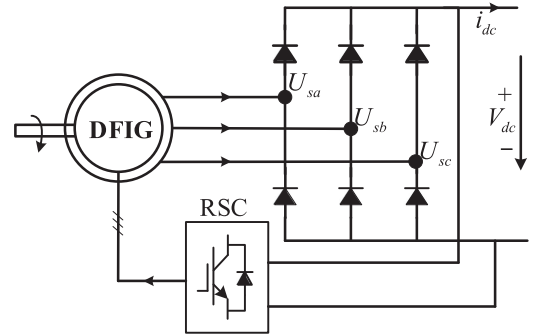 i_dc
U_sa
DFIG
U_sb
+
V_dc
−
U_sc
RSC